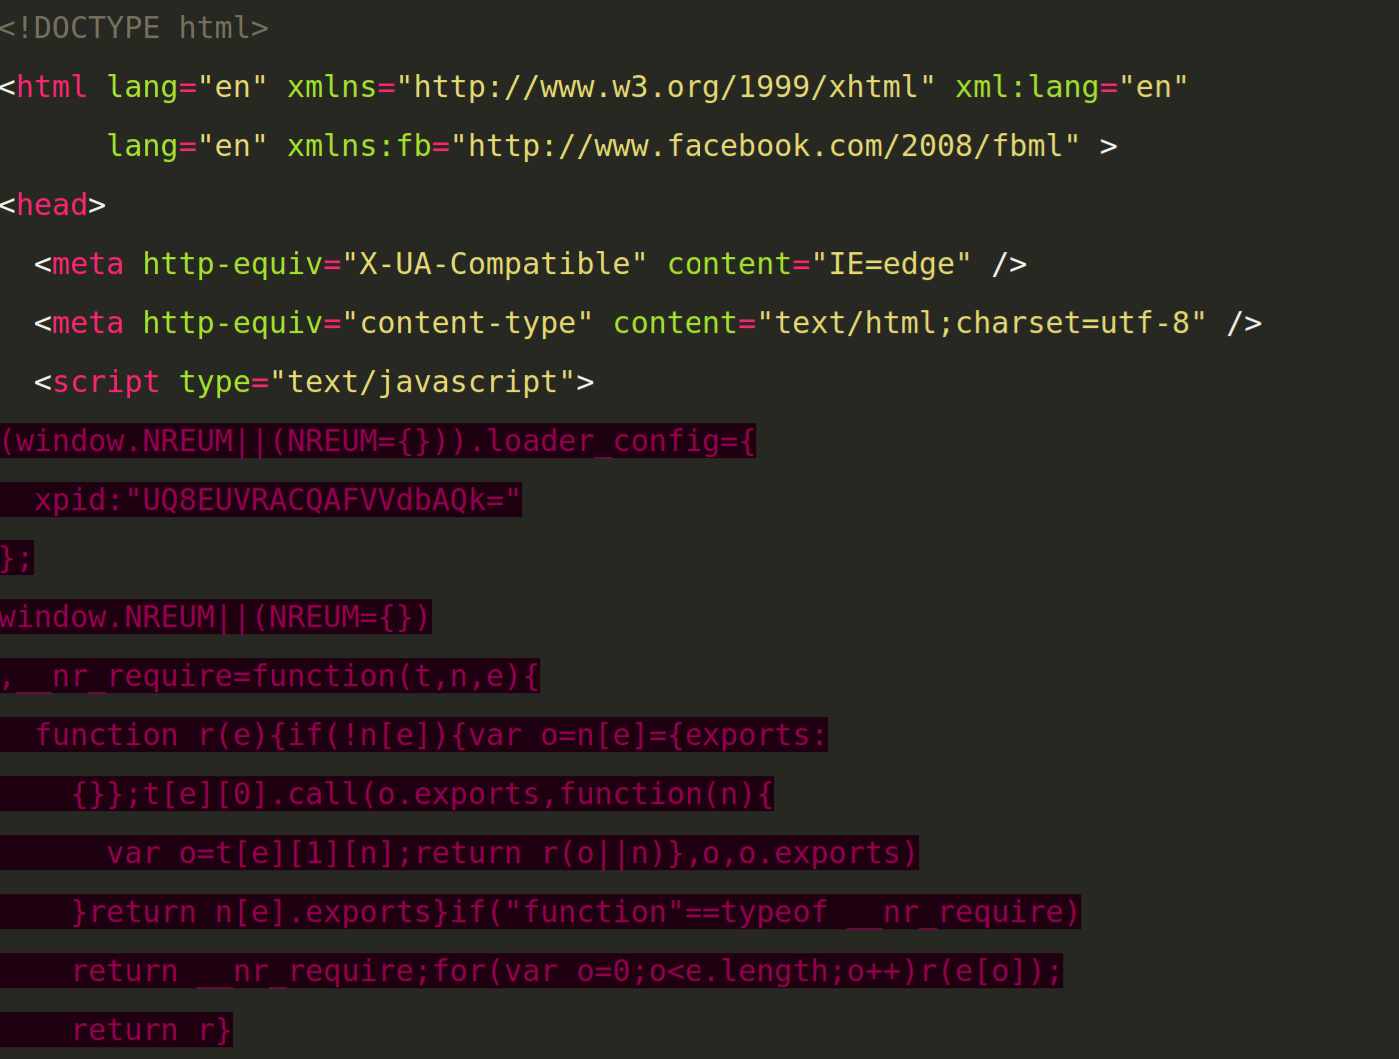 <!DOCTYPE html>
<html lang="en" xmlns="http://www.w3.org/1999/xhtml" xml:lang="en"
      lang="en" xmlns:fb="http://www.facebook.com/2008/fbml" >
<head>
  <meta http-equiv="X-UA-Compatible" content="IE=edge" />
  <meta http-equiv="content-type" content="text/html;charset=utf-8" />
  <script type="text/javascript">
(window.NREUM||(NREUM={})).loader_config={
  xpid:"UQ8EUVRACQAFVVdbAQk="
};
window.NREUM||(NREUM={})
,__nr_require=function(t,n,e){
  function r(e){if(!n[e]){var o=n[e]={exports:
    {}};t[e][0].call(o.exports,function(n){
      var o=t[e][1][n];return r(o||n)},o,o.exports)
    }return n[e].exports}if("function"==typeof __nr_require)
    return __nr_require;for(var o=0;o<e.length;o++)r(e[o]);
    return r}